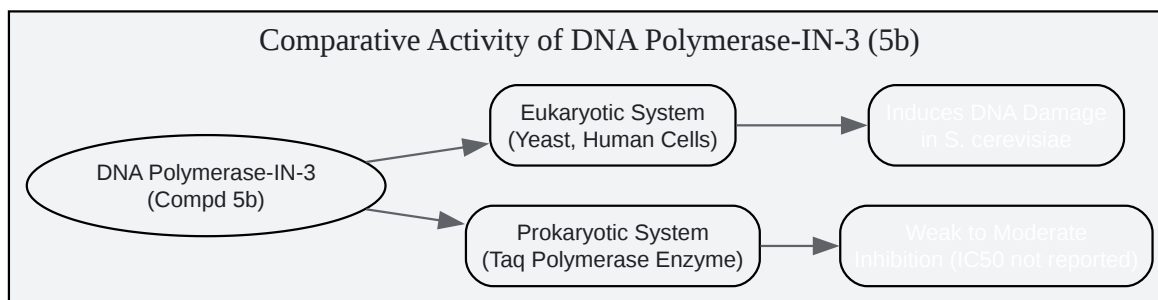 Comparative Activity of DNA Polymerase-IN-3 (5b)
DNA Polymerase-IN-3
(Compd 5b)
Eukaryotic System
(Yeast, Human Cells)
Induces DNA Damage
in S. cerevisiae
Prokaryotic System
(Taq Polymerase Enzyme)
Weak to Moderate
Inhibition (IC50 not reported)